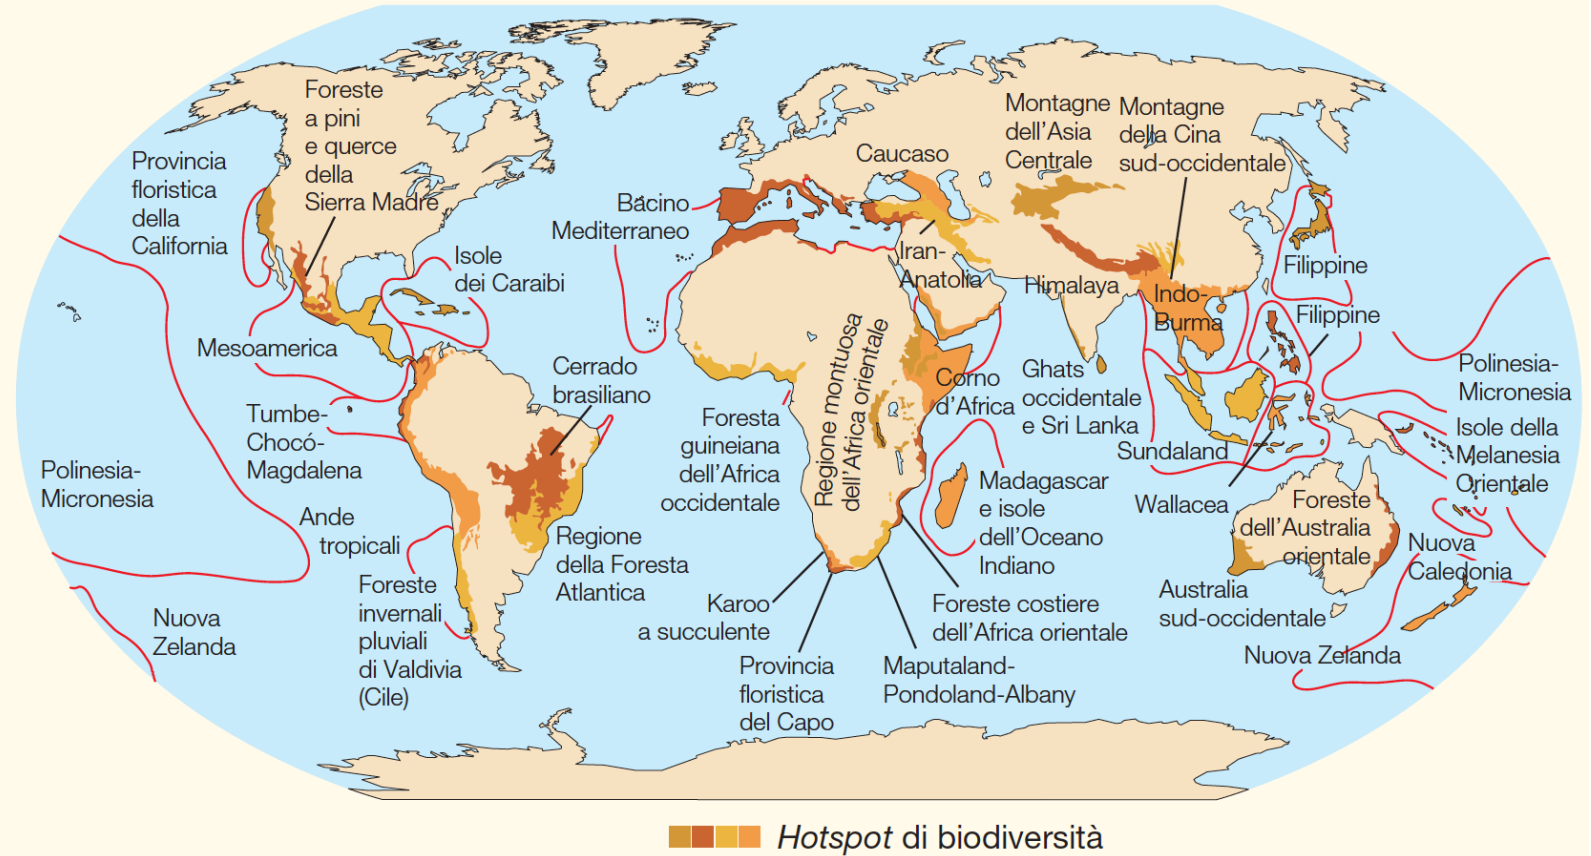 Foreste
a pini
e querce
della
Sierra Madre
Provincia
floristica
della
California
Isole
dei Caraibi
Mesoamerica
Tumbe-
Chocó-
Magdalena
Polinesia-
Micronesia
Ande
tropicali
Foreste
invernali
pluviali
di Valdivia
(Cile)
Nuova
Zelanda
Cerrado
brasiliano
Regione
della Foresta
Atlantica
Bacino
Mediterraneo
Caucaso
Iran-
Anatolia
Montagne
dell'Asia
Centrale
Montagne
della Cina
sud-occidentale
Himalaya
Indo-
Burma
Filippine
Filippine
Foresta
guineiana
dell'Africa
occidentale
Regione montuosa
dell'Africa orientale
Corno
d'Africa
Ghats
occidentale
e Sri Lanka
Sundaland
Wallacea
Madagascar
e isole
dell'Oceano
Indiano
Karoo
a succulente
Provincia
floristica
del Capo
Maputaland-
Pondoland-Albany
Foreste costiere
dell'Africa orientale
Polinesia-
Micronesia
Isole della
Melanesia
Orientale
Foreste
dell'Australia
orientale
Australia
sud-occidentale
Nuova
Caledonia
Nuova Zelanda
Hotspot di biodiversità